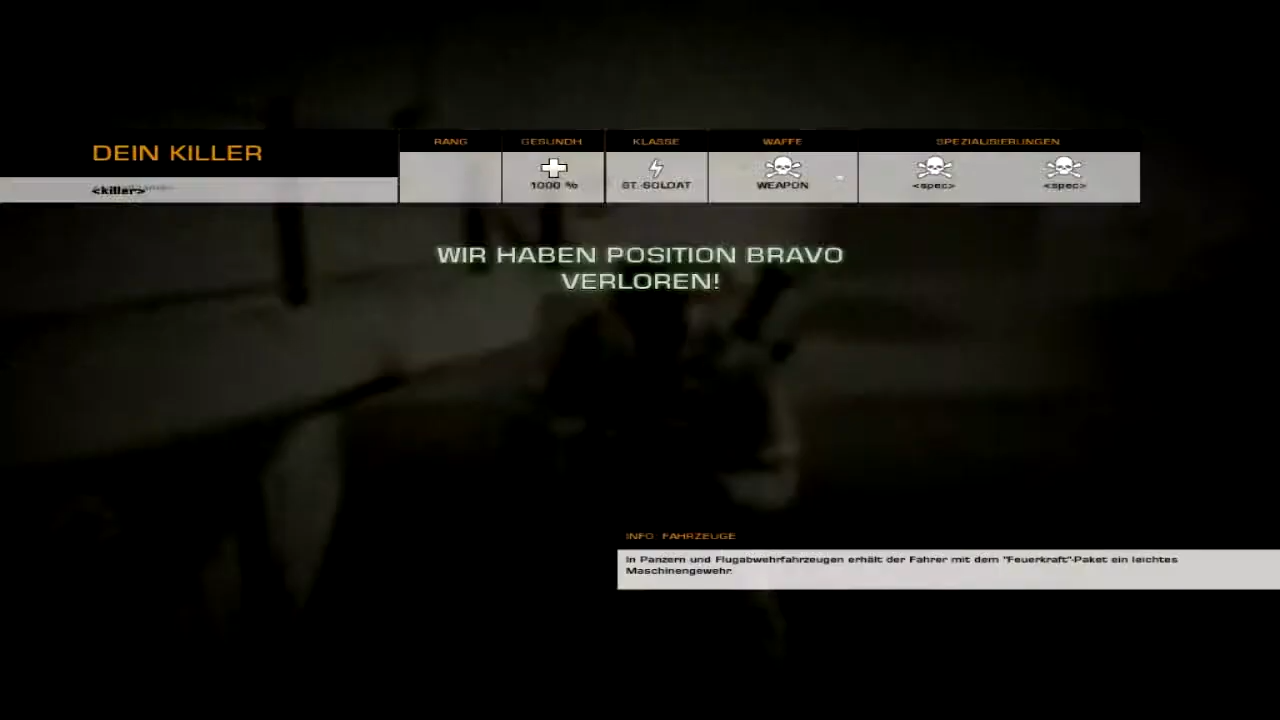 DEIN KILLER
<killer>
RANG GESUNDH KLASSE WAFFE SPEZIALISIERUNGEN
1000 % ST.-SOLDAT WEAPON <spec> <spec>
WIR HABEN POSITION BRAVO
VERLOREN!
INFO FAHRZEUGE
In Panzern und Flugabwehrfahrzeugen erhält der Fahrer mit dem "Feuerkraft"-Paket ein leichtes
Maschinengewehr.